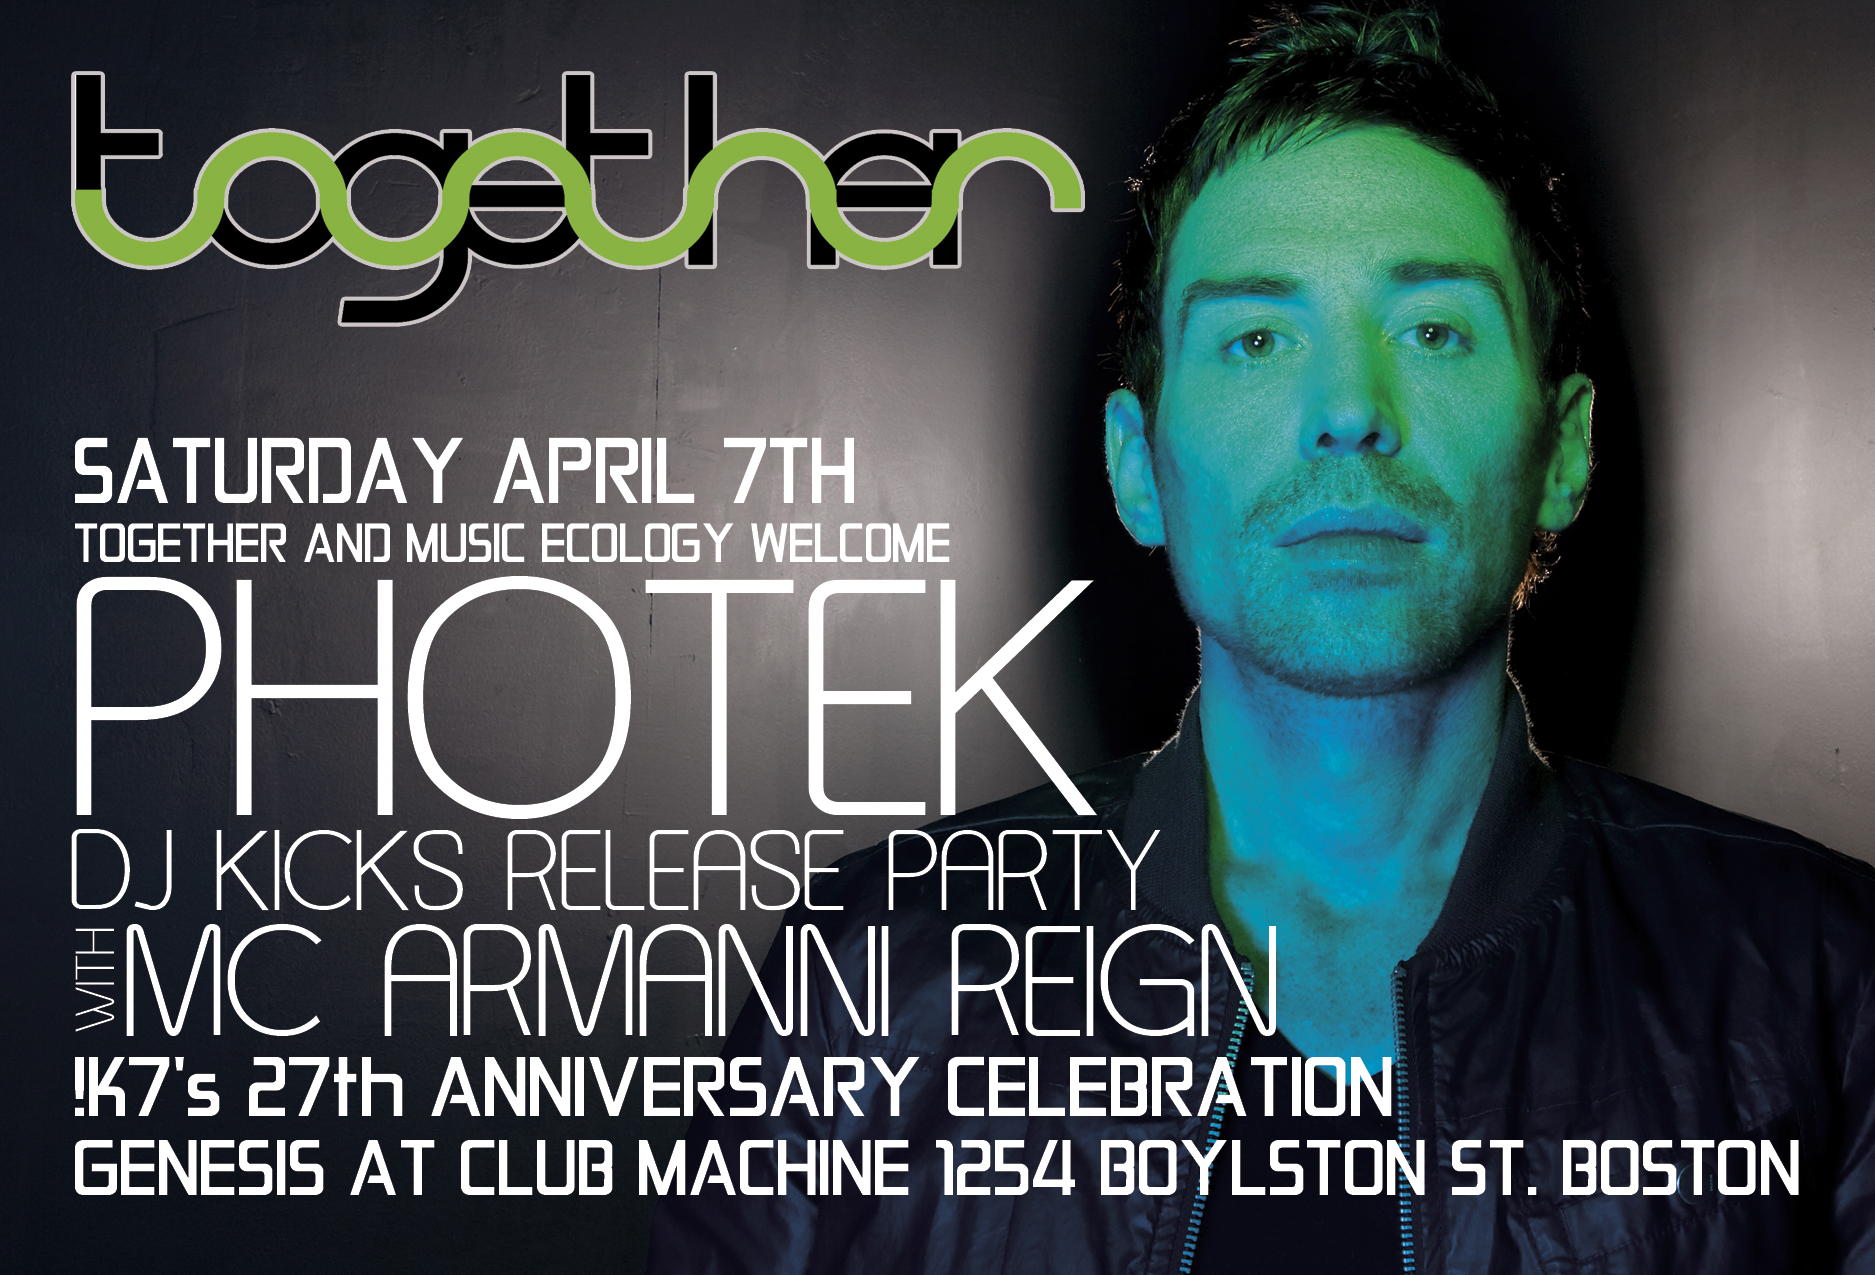 together
SATURDAY APRIL 7TH
TOGETHER AND MUSIC ECOLOGY WELCOME
PHOTEK
DJ KICKS RELEASE PARTY
WITH MC ARMANNI REIGN
!K7's 27th ANNIVERSARY CELEBRATION
GENESIS AT CLUB MACHINE 1254 BOYLSTON ST. BOSTON